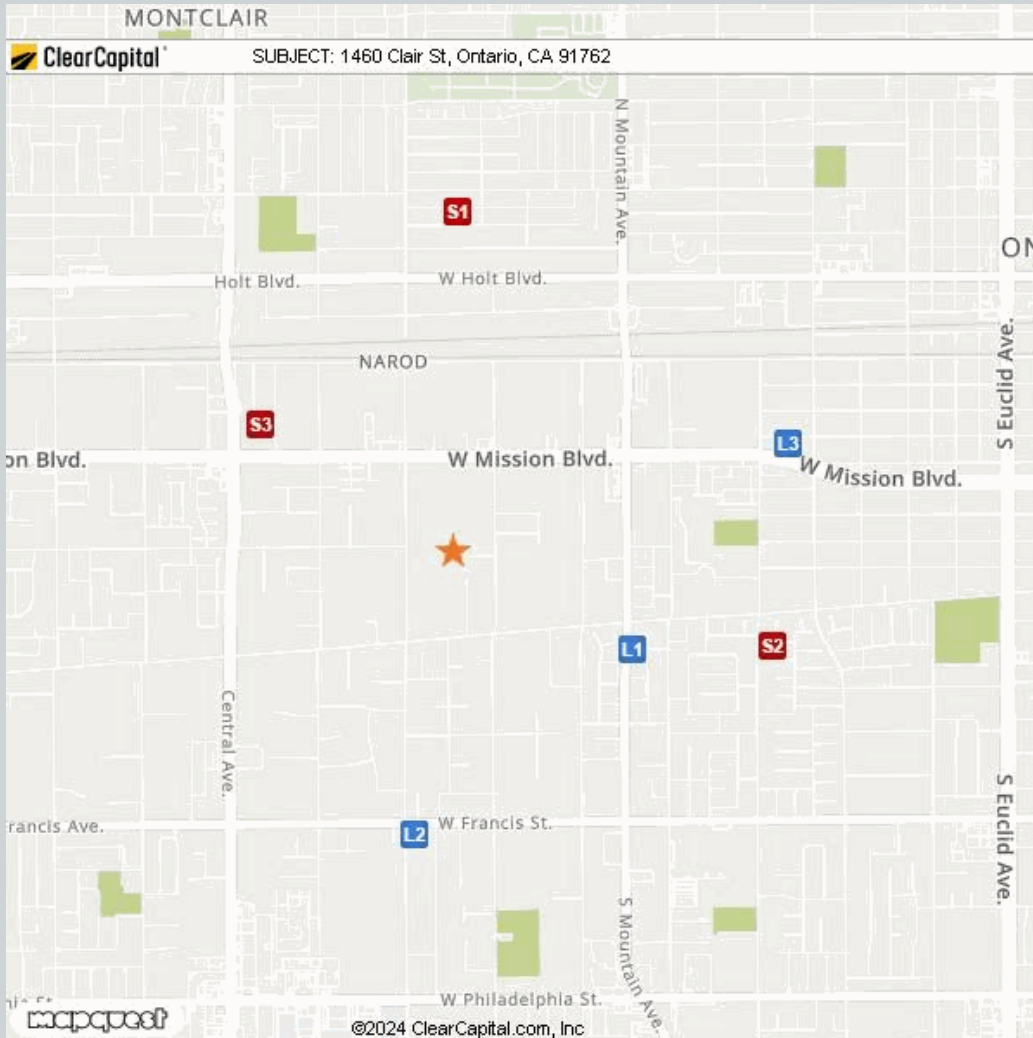 MONTCLAIR
ClearCapital SUBJECT: 1460 Clair St, Ontario, CA 91762
N Mountain Ave.
S1
ON
Holt Blvd.
W Holt Blvd.
S Euclid Ave.
NAROD
S3
L3
on Blvd.
W Mission Blvd.
W Mission Blvd.
L1
S2
Central Ave.
S Euclid Ave.
rancis Ave.
L2
W Francis St.
S Mountain Ave.
W Philadelphia St.
mapquest
©2024 ClearCapital.com, Inc